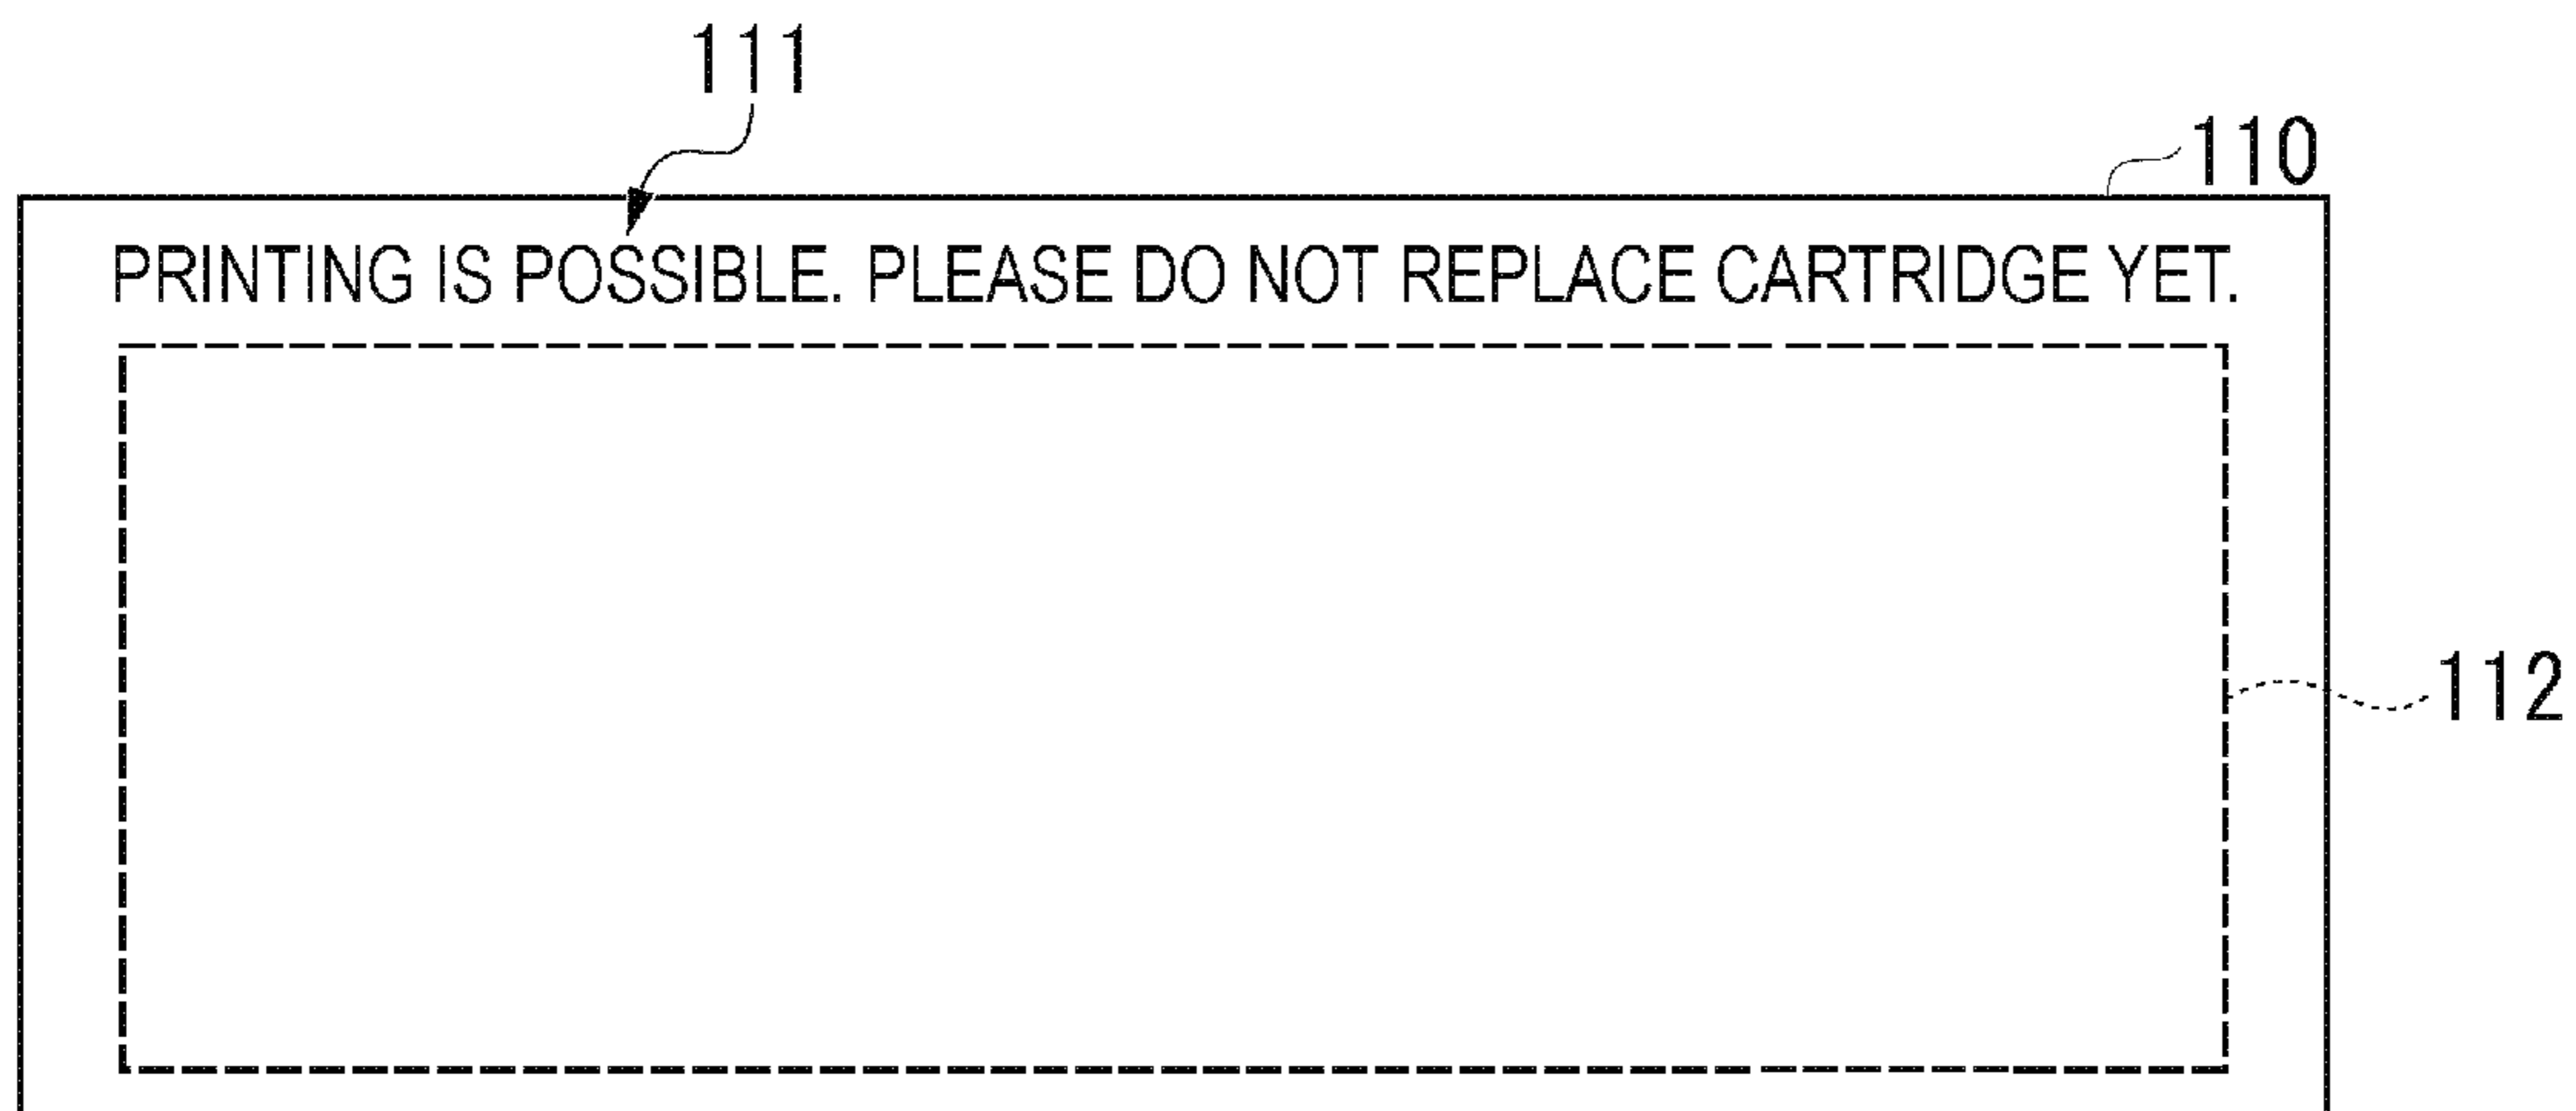 111
110
PRINTING IS POSSIBLE. PLEASE DO NOT REPLACE CARTRIDGE YET.
112